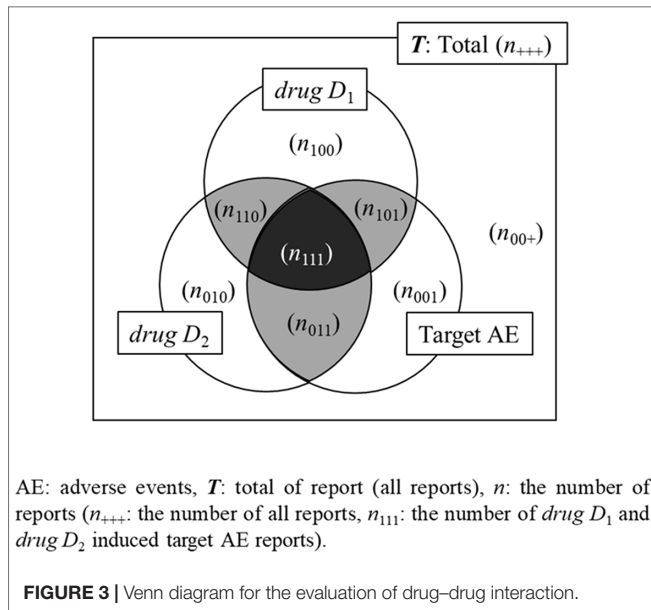 T: Total (n+++)
drug D1
(n100)
(n110)
(n101)
(n00+)
(n111)
(n010)
(n001)
(n011)
drug D2
Target AE
AE: adverse events, T: total of report (all reports), n: the number of
reports (n+++: the number of all reports, n111: the number of drug D1 and
drug D2 induced target AE reports).
FIGURE 3 | Venn diagram for the evaluation of drug–drug interaction.